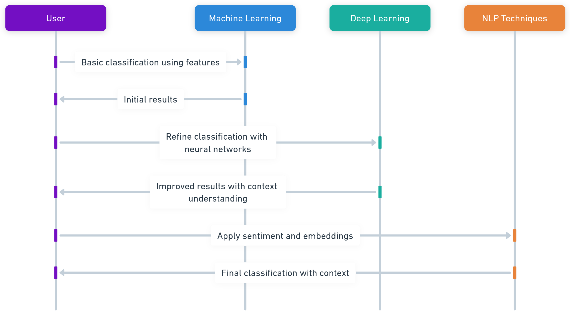 User
Machine Learning
Deep Learning
NLP Techniques
Basic classification using features
Initial results
Refine classification with
neural networks
Improved results with context
understanding
Apply sentiment and embeddings
Final classification with context